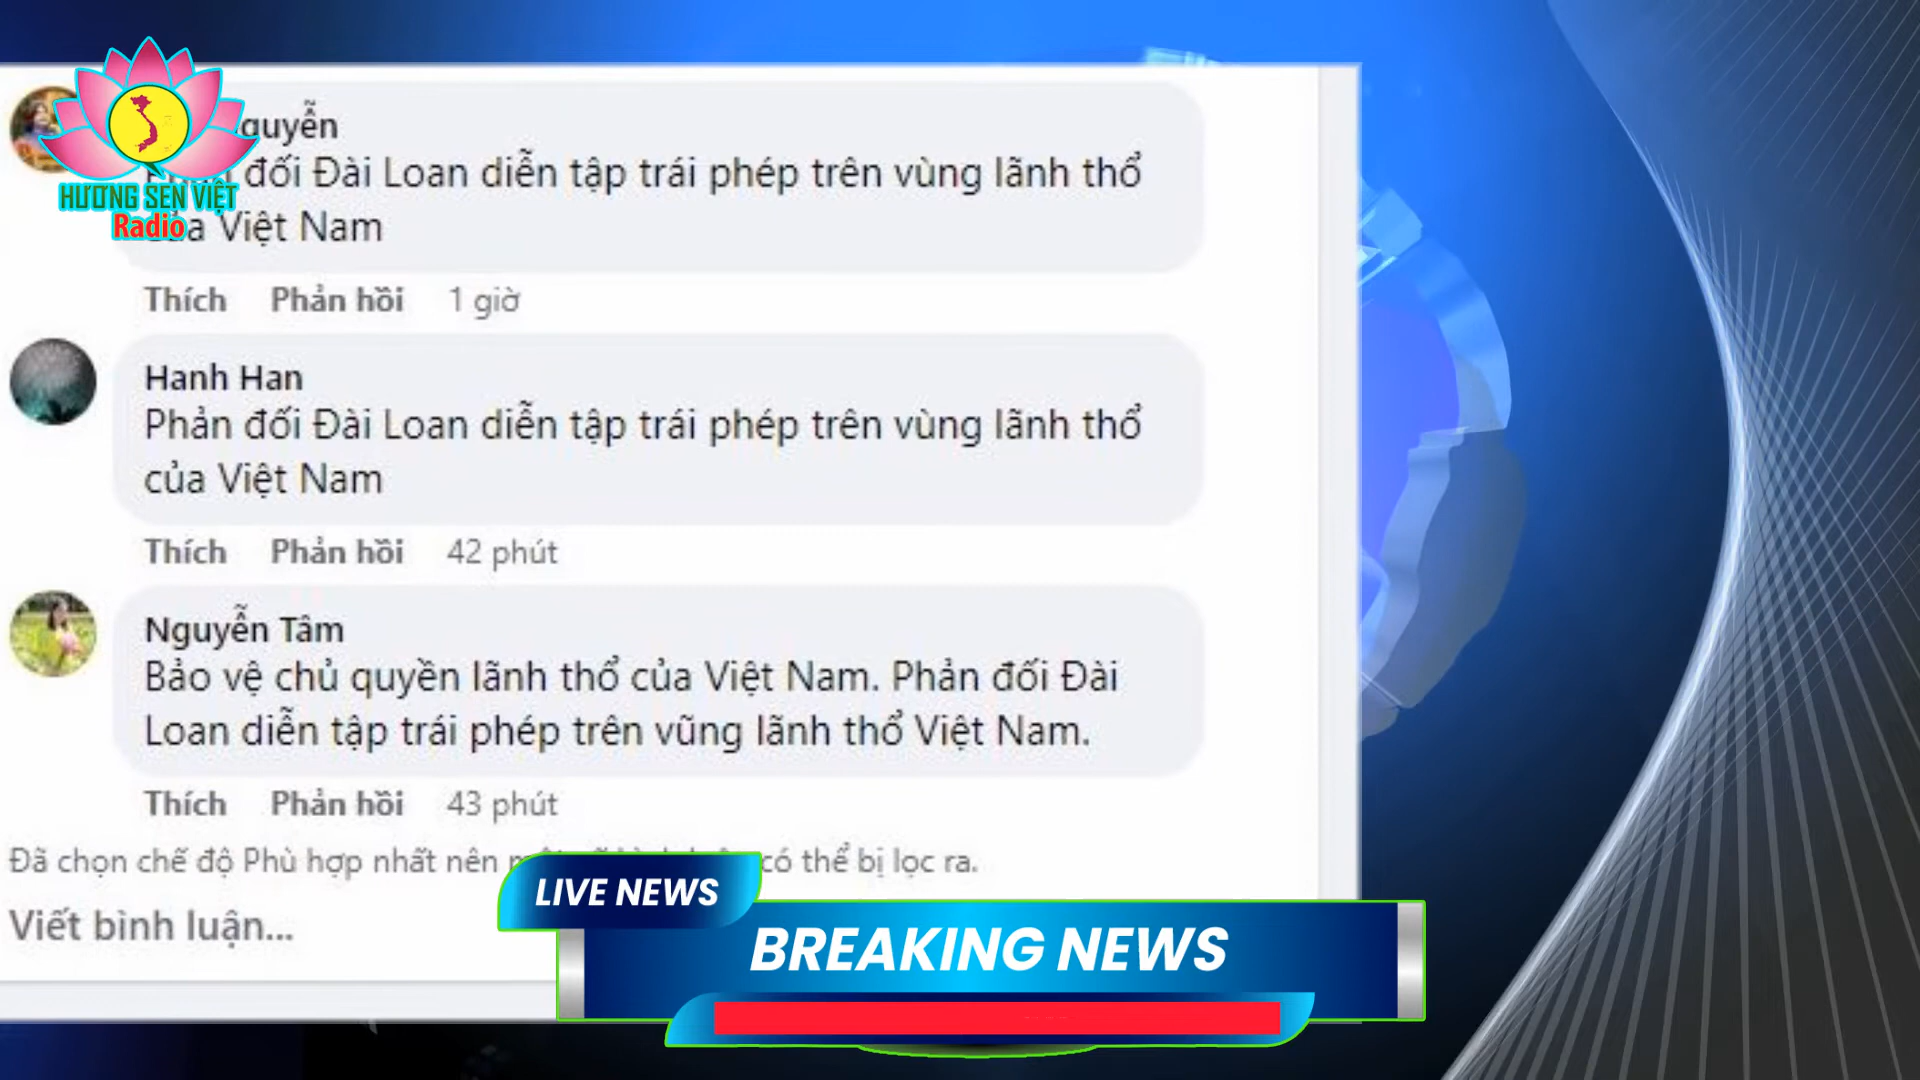 HƯƠNG SEN VIỆT
Radio
guyễn
đối Đài Loan diễn tập trái phép trên vùng lãnh thổ
của Việt Nam
Thích Phản hồi 1 giờ
Hanh Han
Phản đối Đài Loan diễn tập trái phép trên vùng lãnh thổ
của Việt Nam
Thích Phản hồi 42 phút
Nguyễn Tâm
Bảo vệ chủ quyền lãnh thổ của Việt Nam. Phản đối Đài
Loan diễn tập trái phép trên vũng lãnh thổ Việt Nam.
Thích Phản hồi 43 phút
Đã chọn chế độ Phù hợp nhất nên có thể bị lọc ra.
Viết bình luận...
LIVE NEWS
BREAKING NEWS